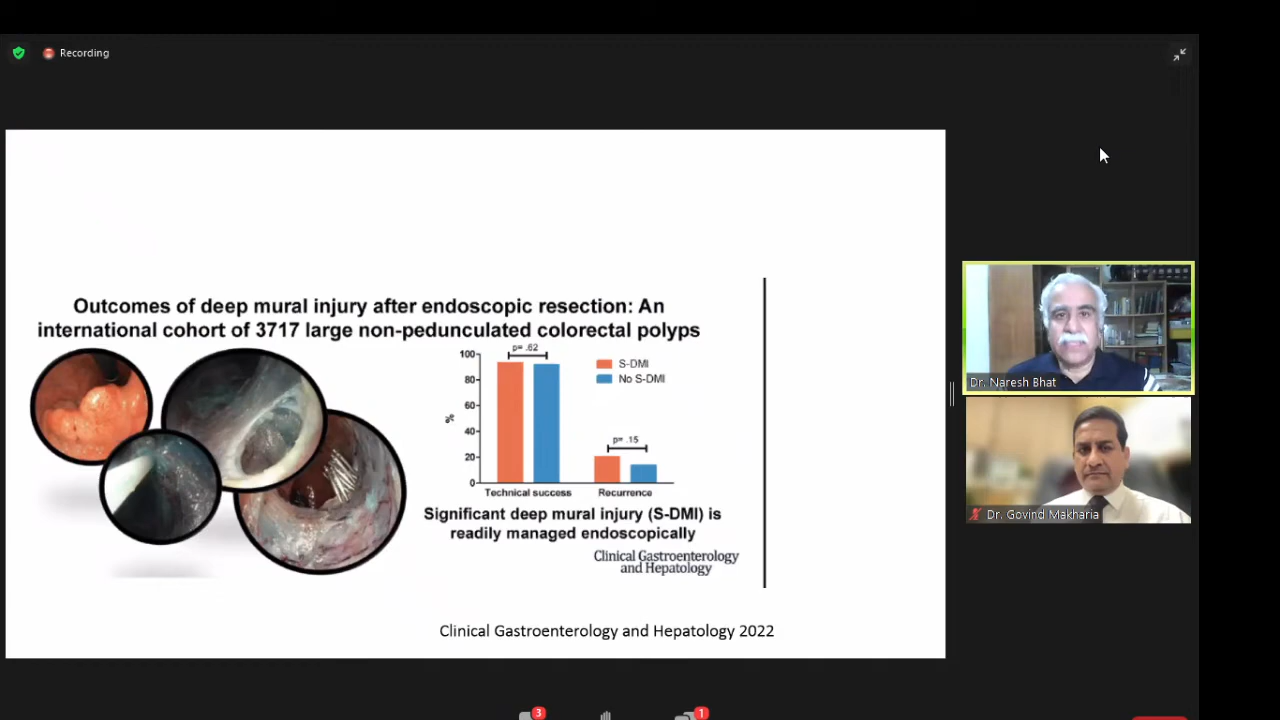 Recording
Outcomes of deep mural injury after endoscopic resection: An
international cohort of 3717 large non-pedunculated colorectal polyps
p= .62
100
80
60
40
20
0
%
S-DMI
No S-DMI
p= .15
Technical success
Recurrence
Significant deep mural injury (S-DMI) is
readily managed endoscopically
Clinical Gastroenterology
and Hepatology
Clinical Gastroenterology and Hepatology 2022
Dr. Naresh Bhat
Dr. Govind Makharia
3
1